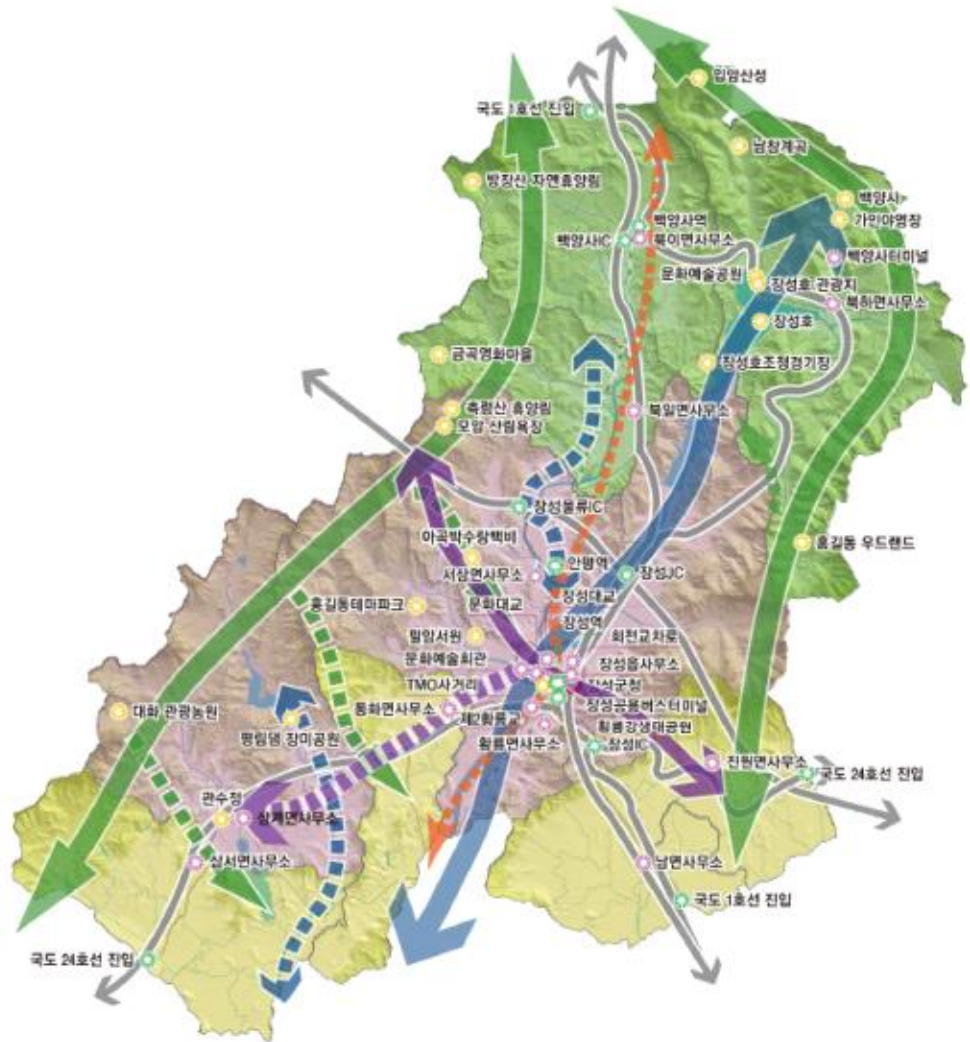 입암산성
국도 1호선 진입
남창계곡
방장산 자연휴양림
백양사
가인야영장
백양사역
백양사IC
북이면사무소
백양사터미널
문화예술공원
장성호 관광지
북하면사무소
장성호
금곡영화마을
장성호조정경기장
축령산 휴양림
모암 산림욕장
북일면사무소
장성물류IC
아곡박수량백비
홍길동 우드랜드
안평역
서삼면사무소
장성JC
장성대교
홍길동테마파크
문화대교
장성역
필암서원
회전교차로
문화예술회관
장성읍사무소
TMO사거리
장성군청
대화 관광농원
동화면사무소
장성공용버스터미널
제2황룡교
황룡강생태공원
평림댐 장미공원
황룡면사무소
장성IC
진원면사무소
국도 24호선 진입
관수정
삼계면사무소
삼서면사무소
남면사무소
국도 1호선 진입
국도 24호선 진입